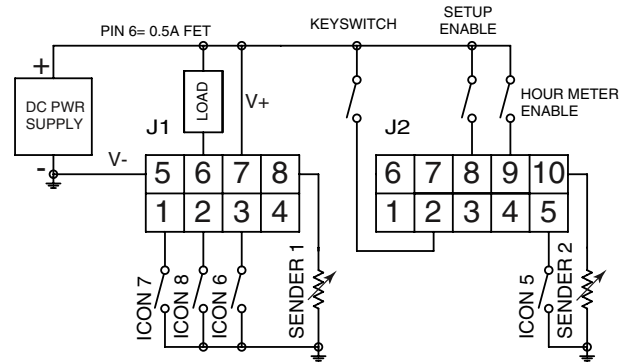 PIN 6= 0.5A FET
KEYSWITCH
SETUP
ENABLE
+
DC PWR
SUPPLY
-
V-
LOAD
V+
HOUR METER
ENABLE
J1
5 6 7 8
1 2 3 4
J2
6 7 8 9 10
1 2 3 4 5
ICON 7
ICON 8
ICON 6
SENDER 1
ICON 5
SENDER 2